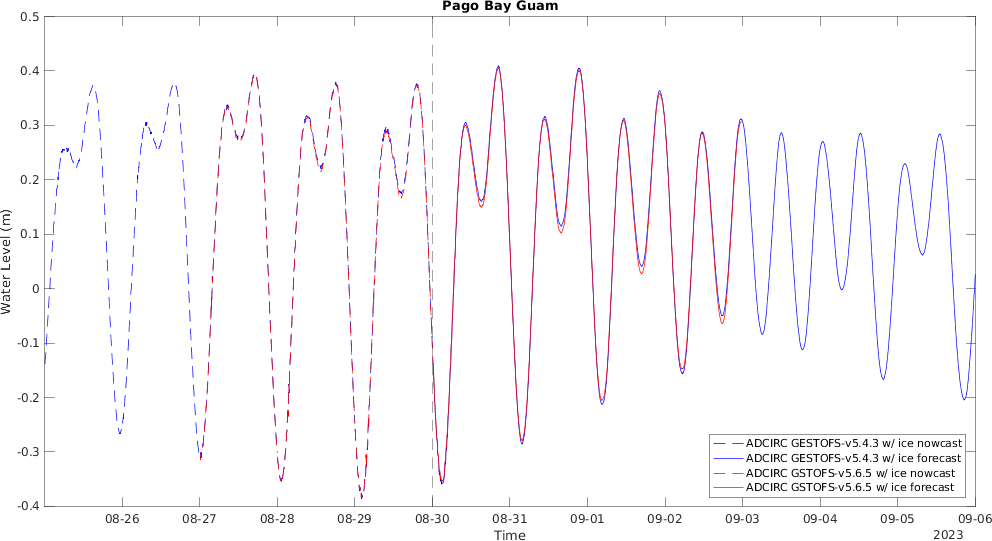 Pago Bay Guam
0.5
0.4
0.3
0.2
0.1
0
-0.1
-0.2
-0.3
-0.4
Water Level (m)
ADCIRC GESTOFS-v5.4.3 w/ ice nowcast
ADCIRC GESTOFS-v5.4.3 w/ ice forecast
ADCIRC GSTOFS-v5.6.5 w/ ice nowcast
ADCIRC GSTOFS-v5.6.5 w/ ice forecast
08-26 08-27 08-28 08-29 08-30 08-31 09-01 09-02 09-03 09-04 09-05 09-06
Time
2023